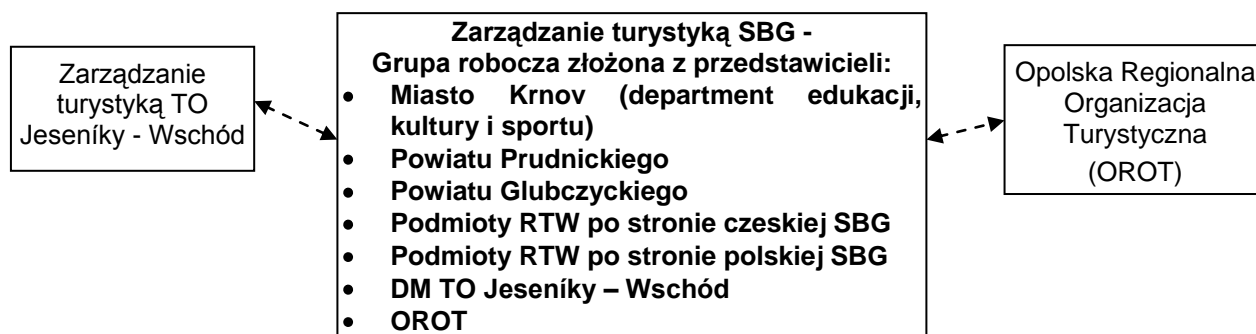 Zarządzanie
turystyką TO
Jeseníky - Wschód
Zarządzanie turystyką SBG -
Grupa robocza złożona z przedstawicieli:
• Miasto Krnov (department edukacji,
kultury i sportu)
• Powiatu Prudnickiego
• Powiatu Glubczyckiego
• Podmioty RTW po stronie czeskiej SBG
• Podmioty RTW po stronie polskiej SBG
• DM TO Jeseníky – Wschód
• OROT
Opolska Regionalna
Organizacja
Turystyczna
(OROT)